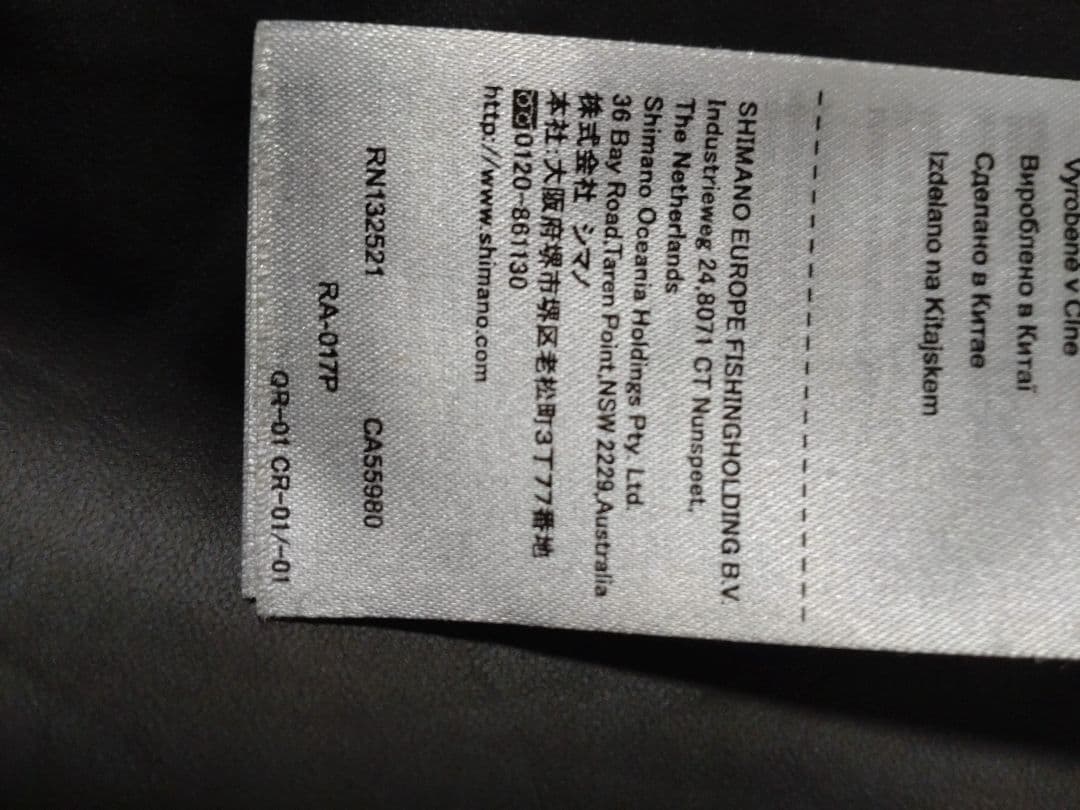 Vyrobené v Číne
Вироблено в Китаї
Сделано в Китае
Izdelano na Kitajskem
SHIMANO EUROPE FISHINGHOLDING B.V.
Industrieweg 24,8071 CT Nunspeet,
The Netherlands
Shimano Oceania Holdings Pty Ltd.
36 Bay Road,Taren Point,NSW 2229,Australia
株式会社 シマノ
本社:大阪府堺市堺区老松町3丁77番地
0120-861130
http://www.shimano.com
RN132521 CA55980
RA-017P
QR-01 CR-01/-01